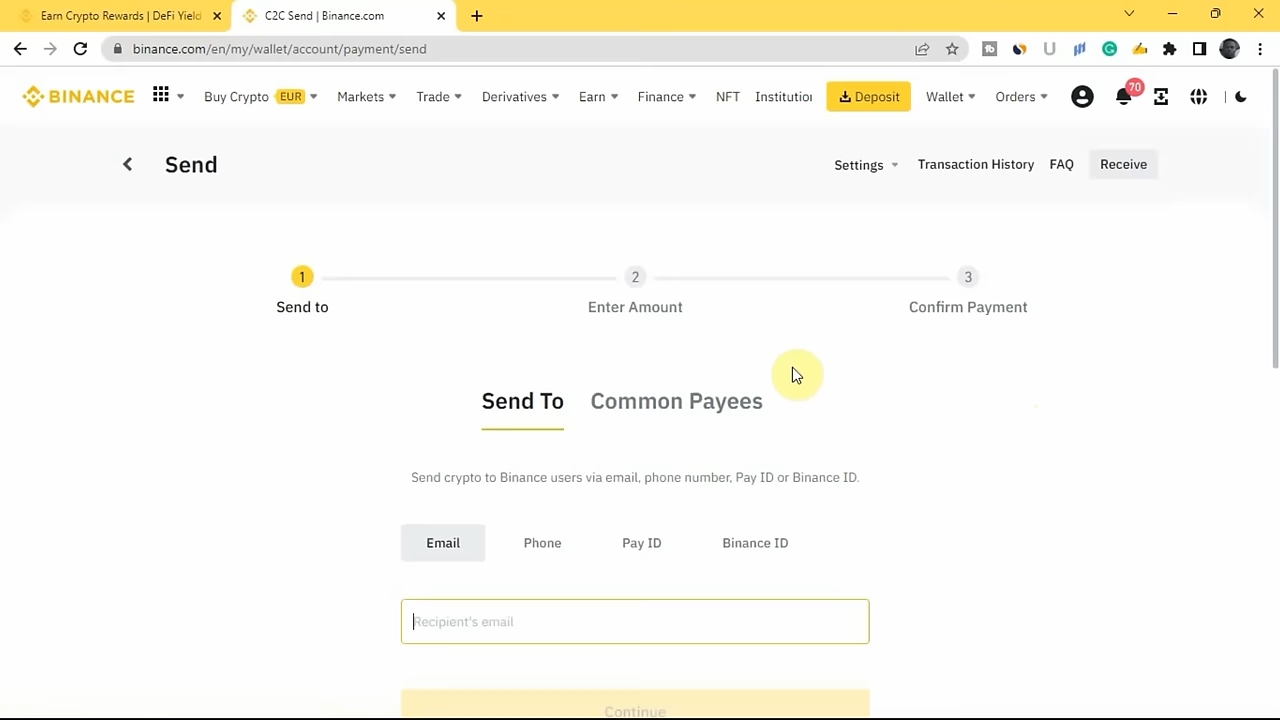 Earn Crypto Rewards | DeFi Yield
C2C Send | Binance.com
binance.com/en/my/wallet/account/payment/send
BINANCE
Buy Crypto EUR
Markets
Trade
Derivatives
Earn
Finance
NFT
Institution
Deposit
Wallet
Orders
70
Send
Settings
Transaction History
FAQ
Receive
1
2
3
Send to
Enter Amount
Confirm Payment
Send To
Common Payees
Send crypto to Binance users via email, phone number, Pay ID or Binance ID.
Email
Phone
Pay ID
Binance ID
Recipient's email
Continue